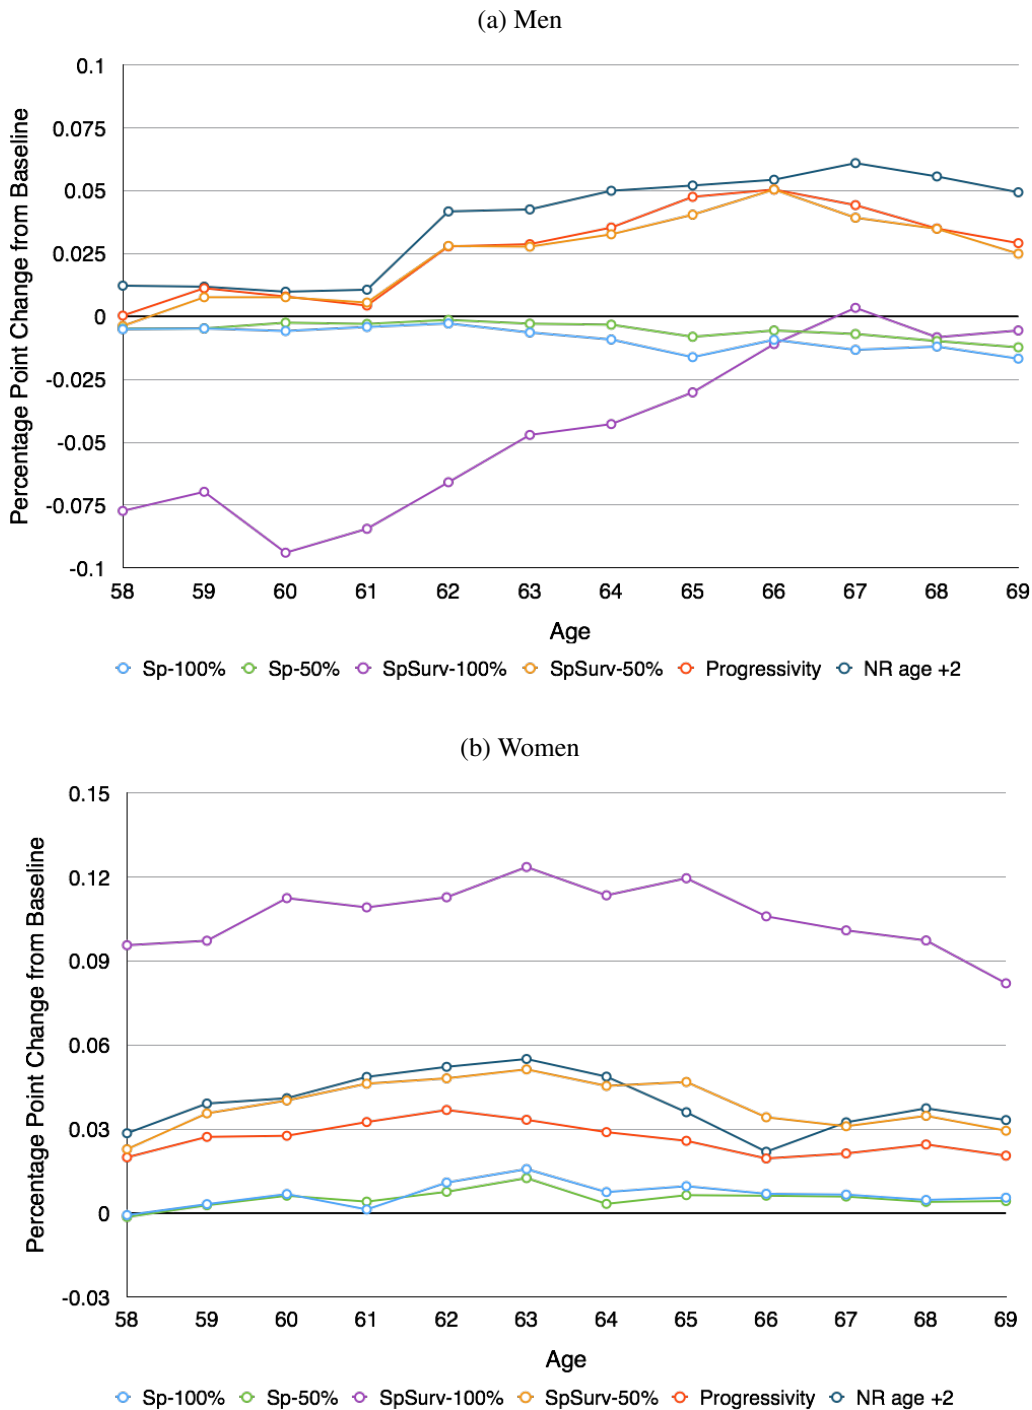 (a) Men
Percentage Point Change from Baseline
0.1
0.075
0.05
0.025
0
-0.025
-0.05
-0.075
-0.1
58 59 60 61 62 63 64 65 66 67 68 69
Age
Sp-100% Sp-50% SpSurv-100% SpSurv-50% Progressivity NR age +2
(b) Women
Percentage Point Change from Baseline
0.15
0.12
0.09
0.06
0.03
0
-0.03
58 59 60 61 62 63 64 65 66 67 68 69
Age
Sp-100% Sp-50% SpSurv-100% SpSurv-50% Progressivity NR age +2